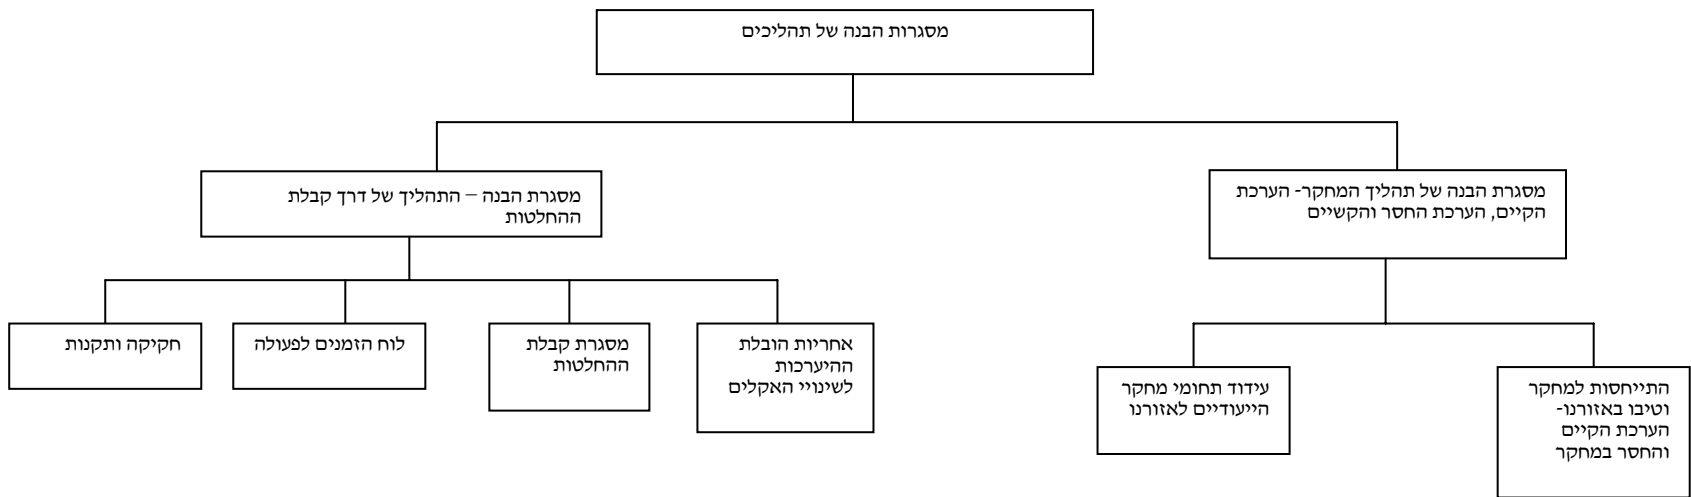 מסגרות הבנה של תהליכים
מסגרת הבנה של תהליך המחקר- הערכת
הקיים, הערכת החסר והקשיים
מסגרת הבנה – התהליך של דרך קבלת
ההחלטות
התייחסות למחקר
וטיבו באזורנו-
הערכת הקיים
והחסר במחקר
עידוד תחומי מחקר
הייעודיים לאזורנו
אחריות הובלת
ההיערכות
לשינויי האקלים
מסגרת קבלת
ההחלטות
לוח הזמנים לפעולה
חקיקה ותקנות